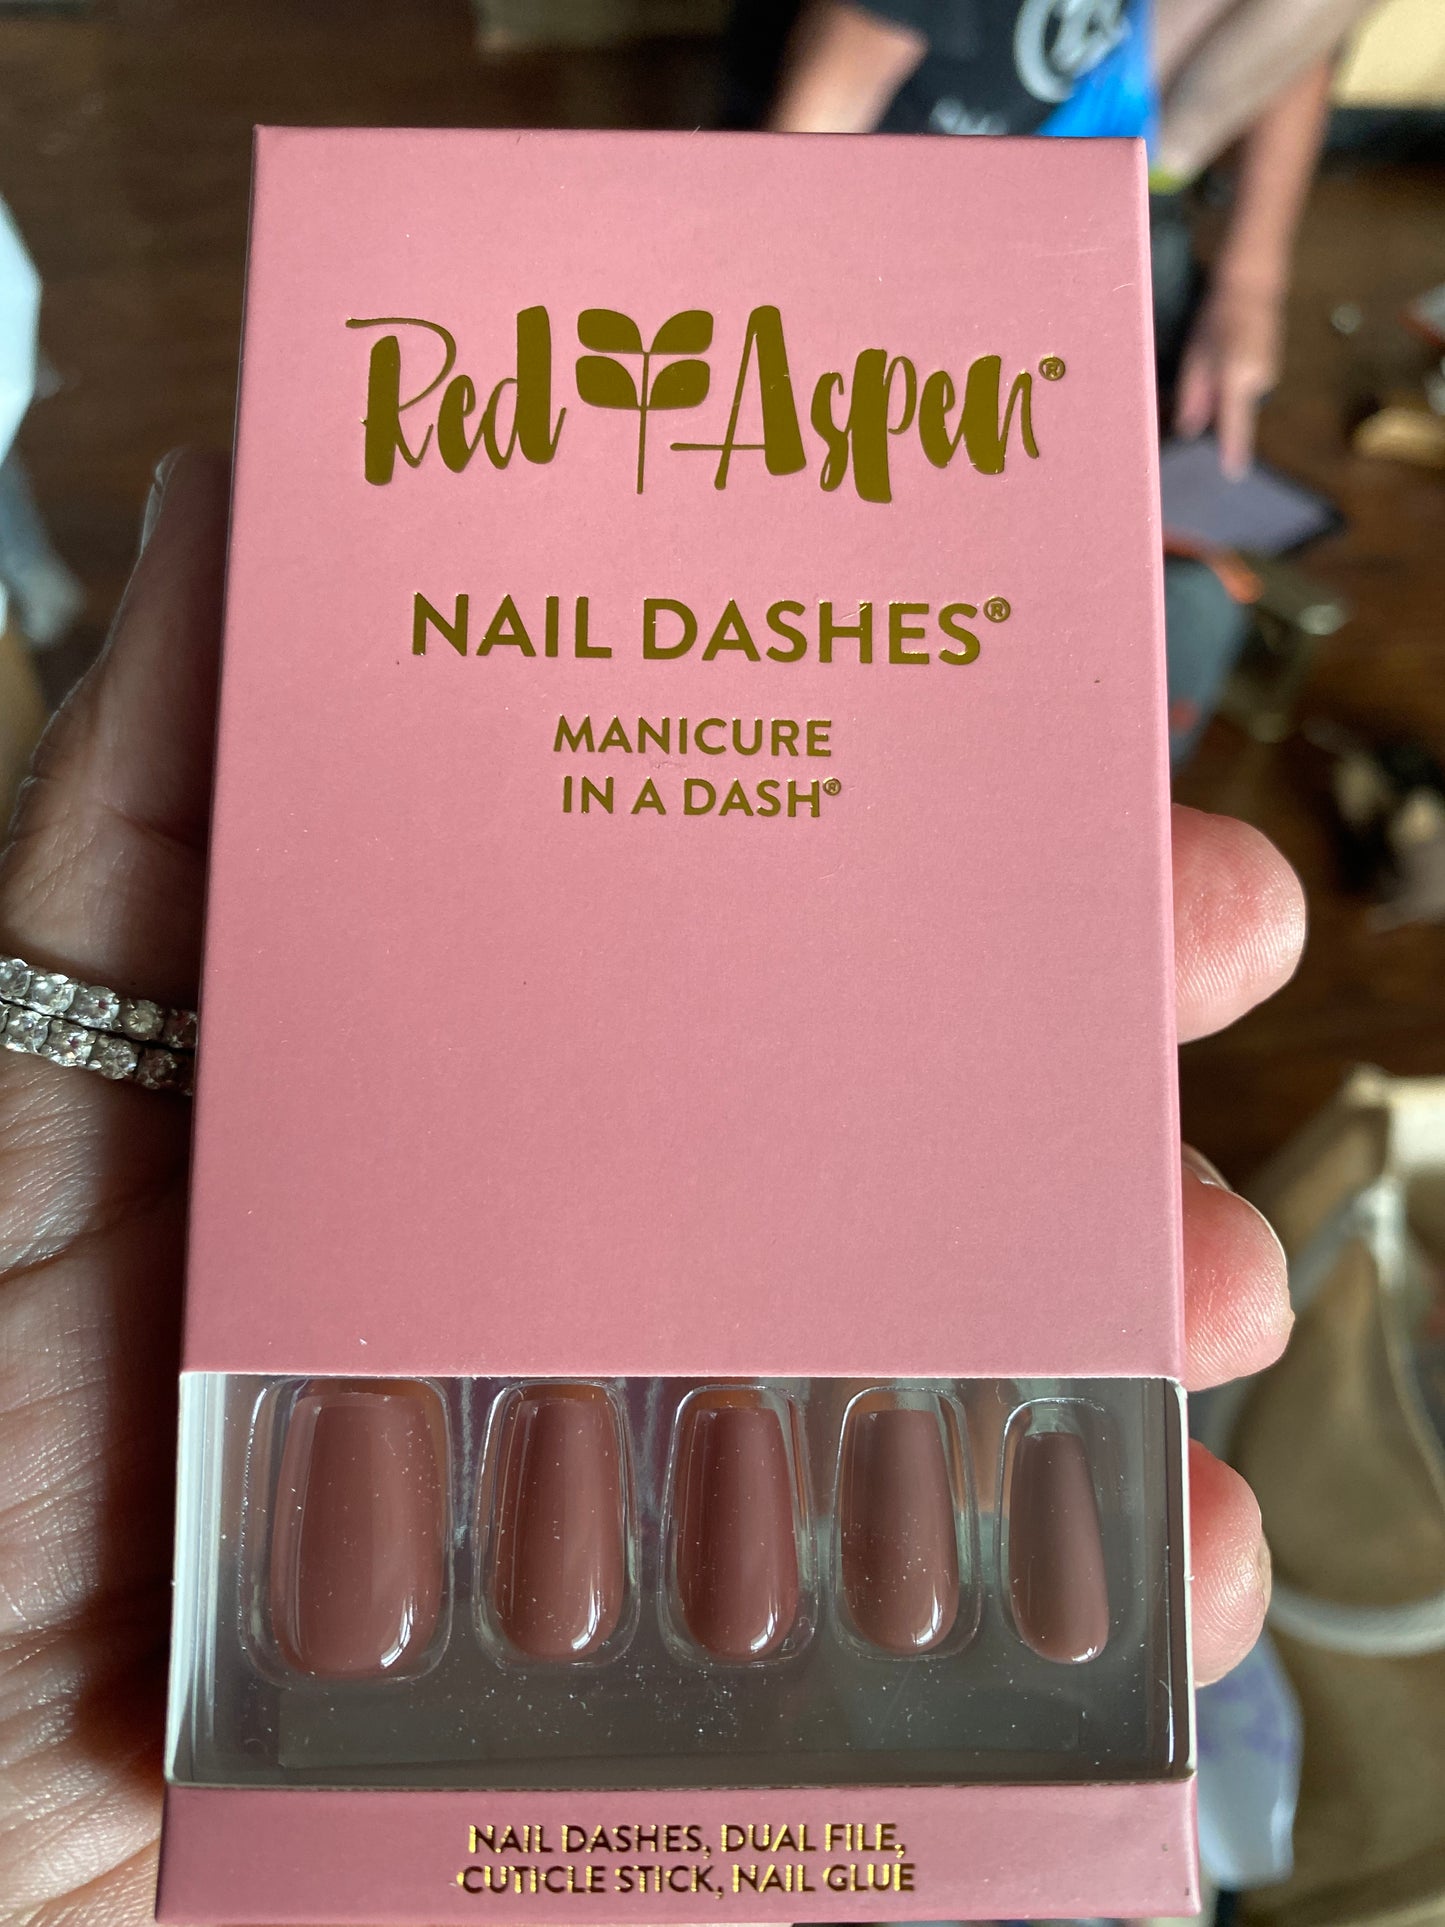 Red Aspen®
NAIL DASHES®
MANICURE
IN A DASH®
NAIL DASHES, DUAL FILE,
CUTICLE STICK, NAIL GLUE